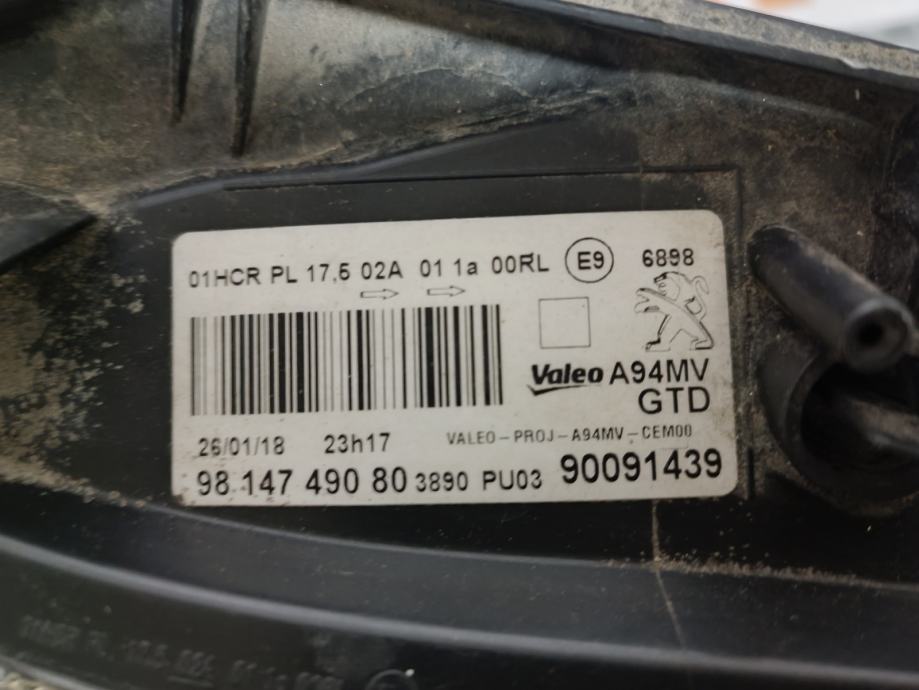 01HCR PL 17,5 02A 01 1a 00RL E9 6898
Valeo A94MV
GTD
26/01/18 23h17 VALEO-PROJ-A94MV-CEM00
98 147 490 80 3890 PU03 90091439